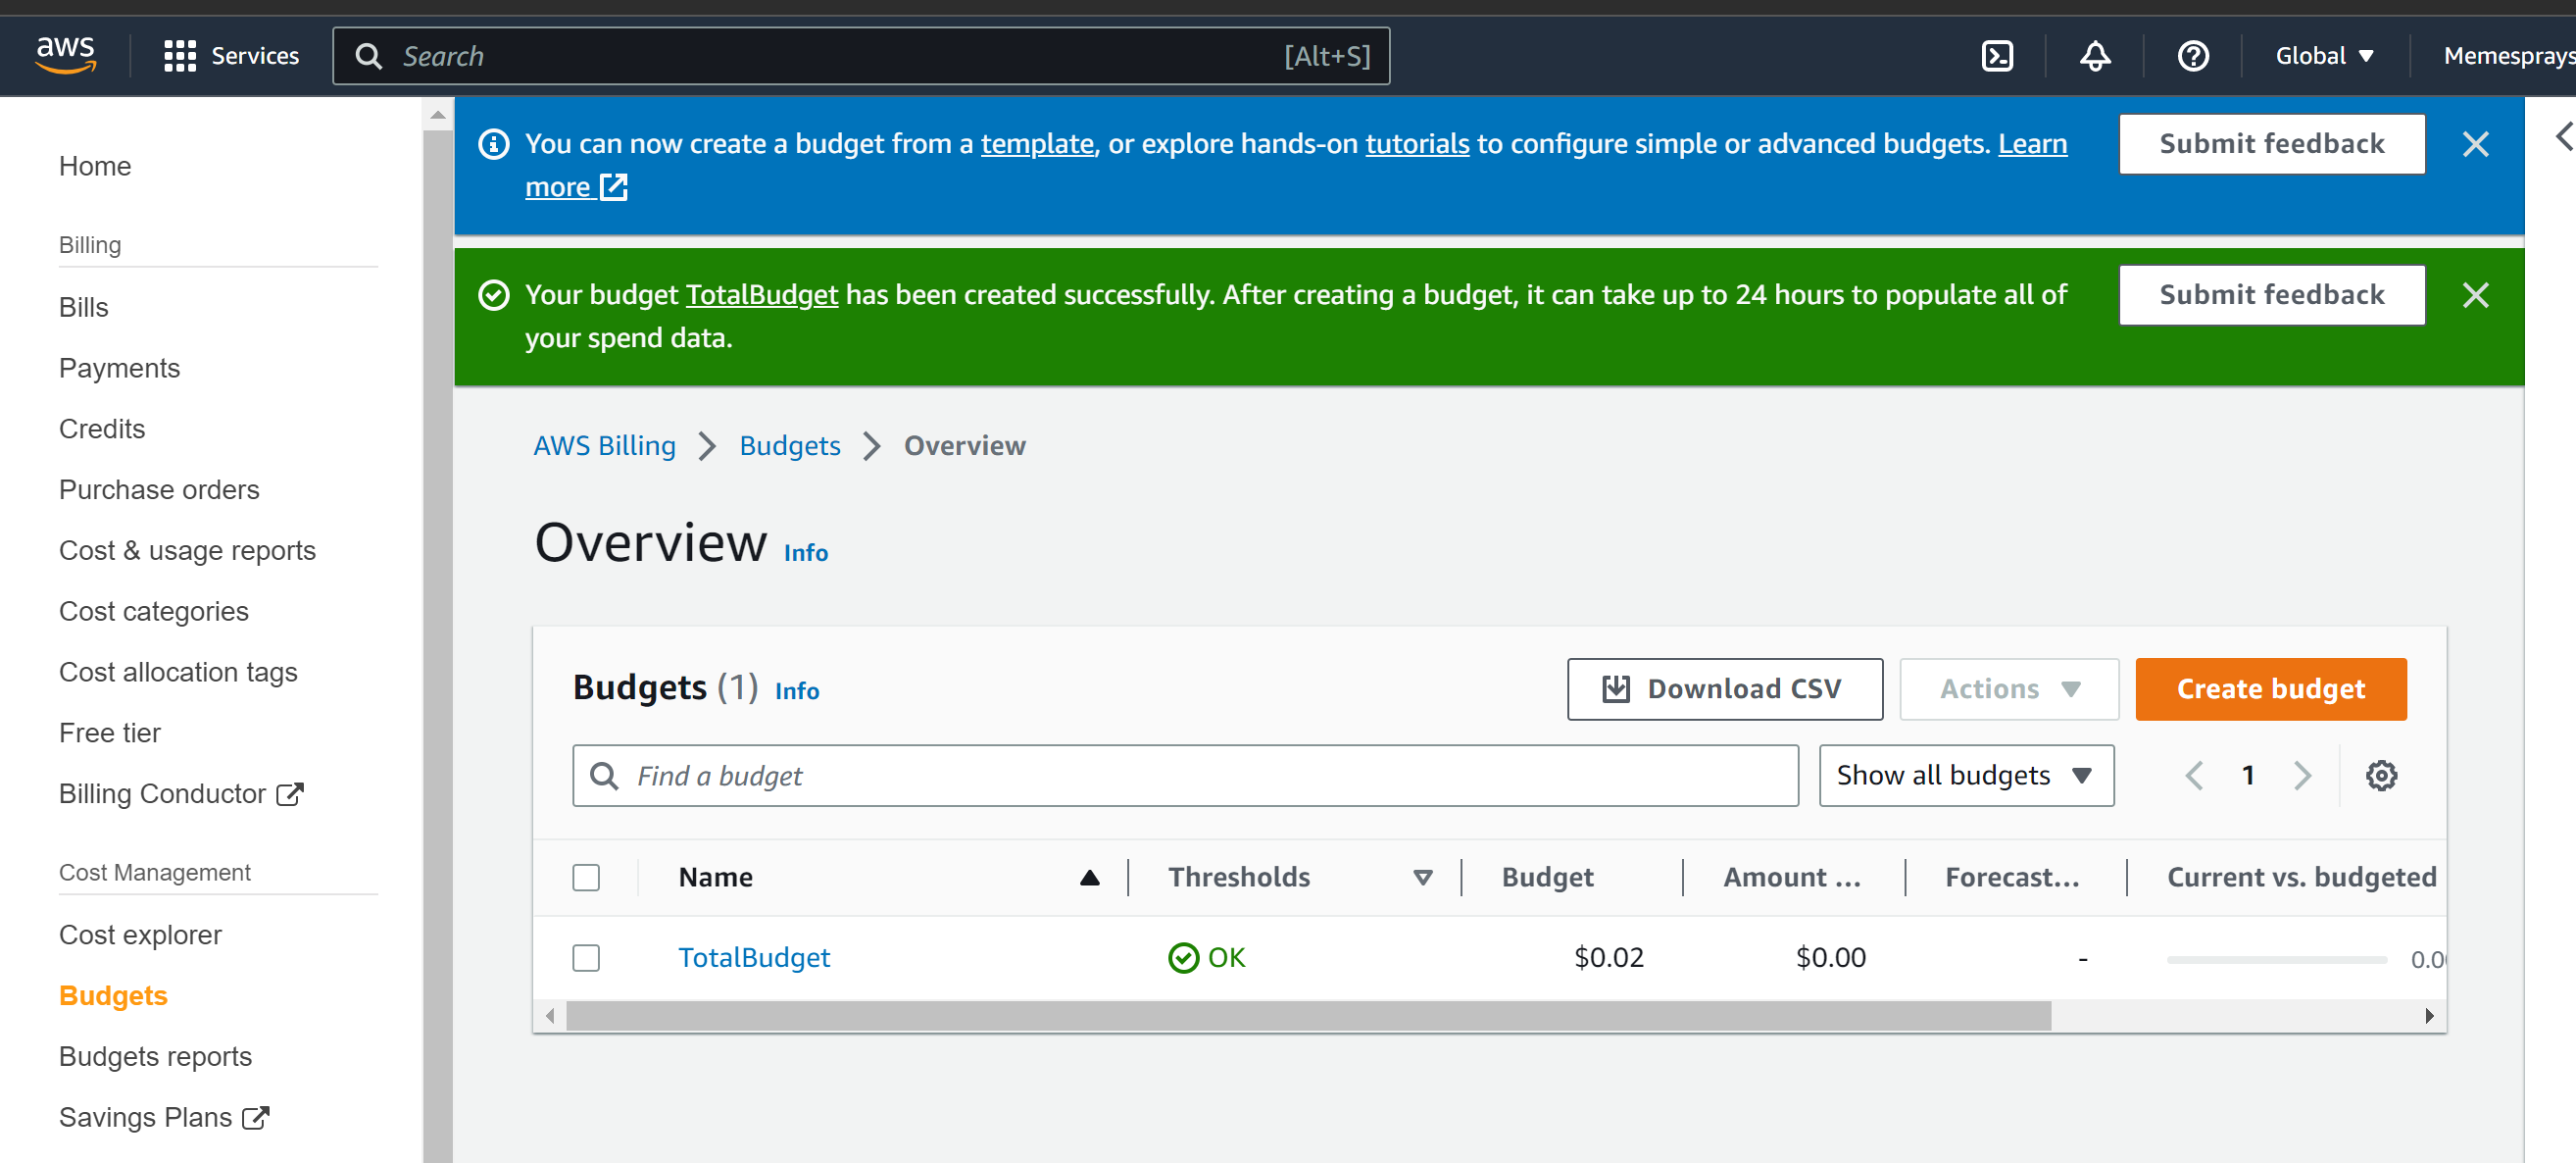 aws
Services
Search
[Alt+S]
Global
Memesprays
Home
Billing
Bills
Payments
Credits
Purchase orders
Cost & usage reports
Cost categories
Cost allocation tags
Free tier
Billing Conductor
Cost Management
Cost explorer
Budgets
Budgets reports
Savings Plans
You can now create a budget from a template, or explore hands-on tutorials to configure simple or advanced budgets. Learn
more
Submit feedback
Your budget TotalBudget has been created successfully. After creating a budget, it can take up to 24 hours to populate all of
your spend data.
Submit feedback
AWS Billing
Budgets
Overview
Overview Info
Budgets (1) Info
Download CSV
Actions
Create budget
Find a budget
Show all budgets
1
Name
Thresholds
Budget
Amount ...
Forecast...
Current vs. budgeted
TotalBudget
OK
$0.02
$0.00
-